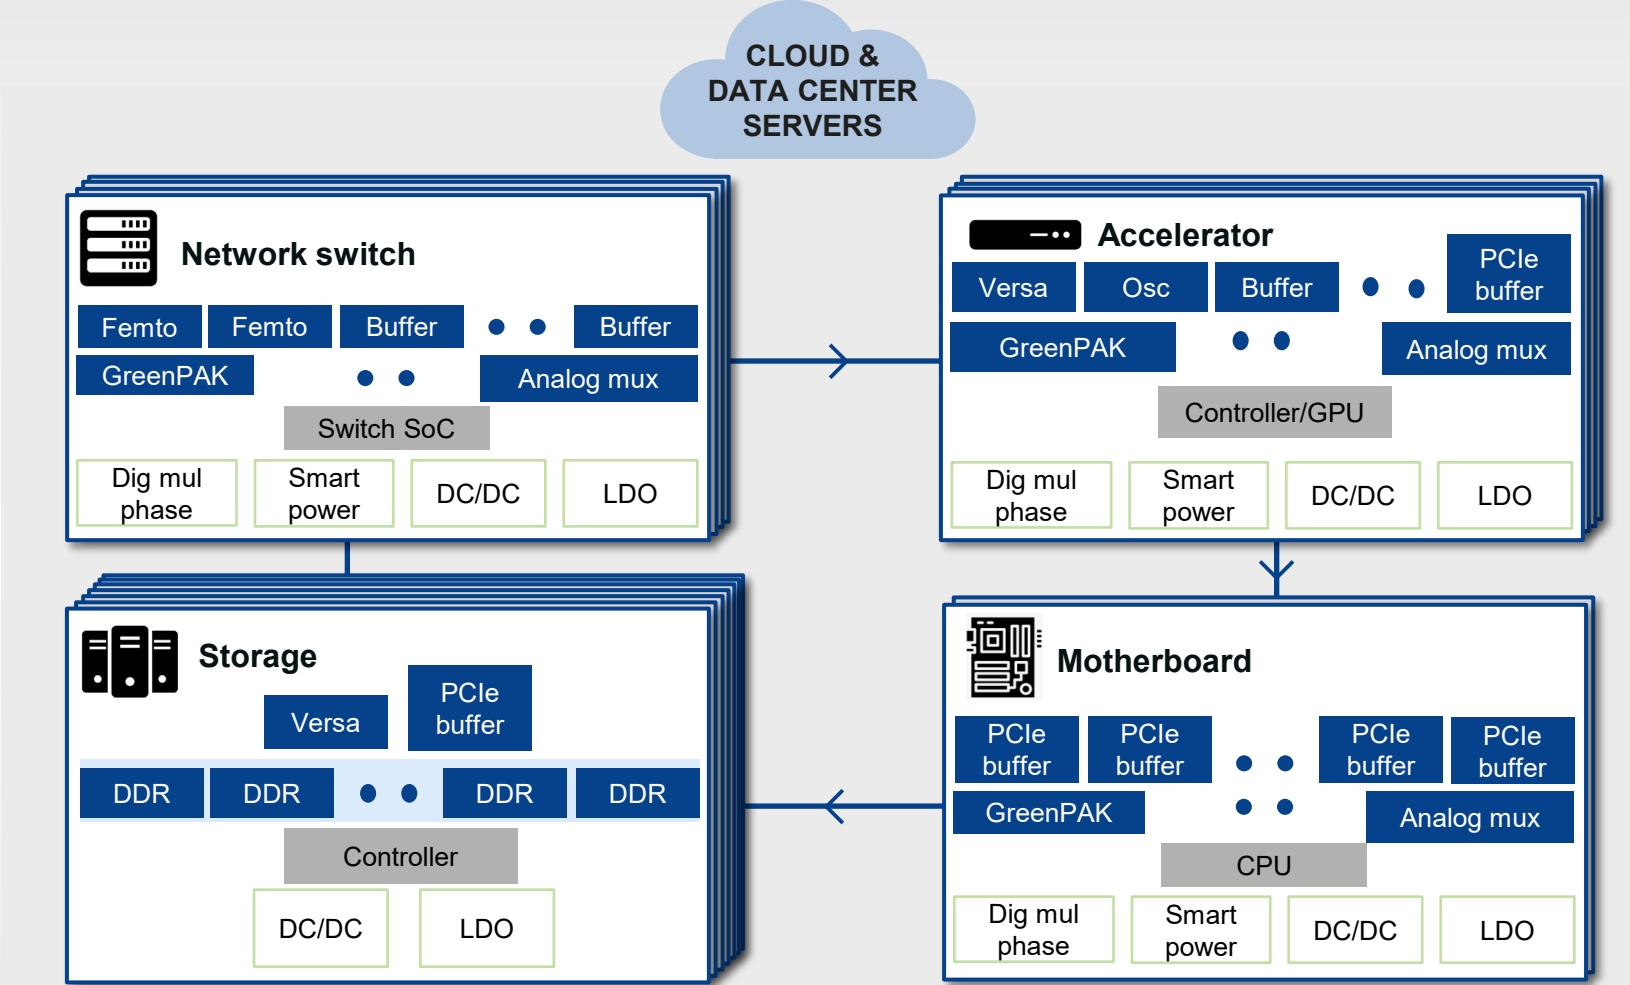 CLOUD &
DATA CENTER
SERVERS
Network switch
Femto
Femto
Buffer
Buffer
GreenPAK
Analog mux
Switch SoC
Dig mul
phase
Smart
power
DC/DC
LDO
Accelerator
Versa
Osc
Buffer
PCIe
buffer
GreenPAK
Analog mux
Controller/GPU
Dig mul
phase
Smart
power
DC/DC
LDO
Storage
Versa
PCIe
buffer
DDR
DDR
DDR
DDR
Controller
DC/DC
LDO
Motherboard
PCIe
buffer
PCIe
buffer
PCIe
buffer
PCIe
buffer
GreenPAK
Analog mux
CPU
Dig mul
phase
Smart
power
DC/DC
LDO